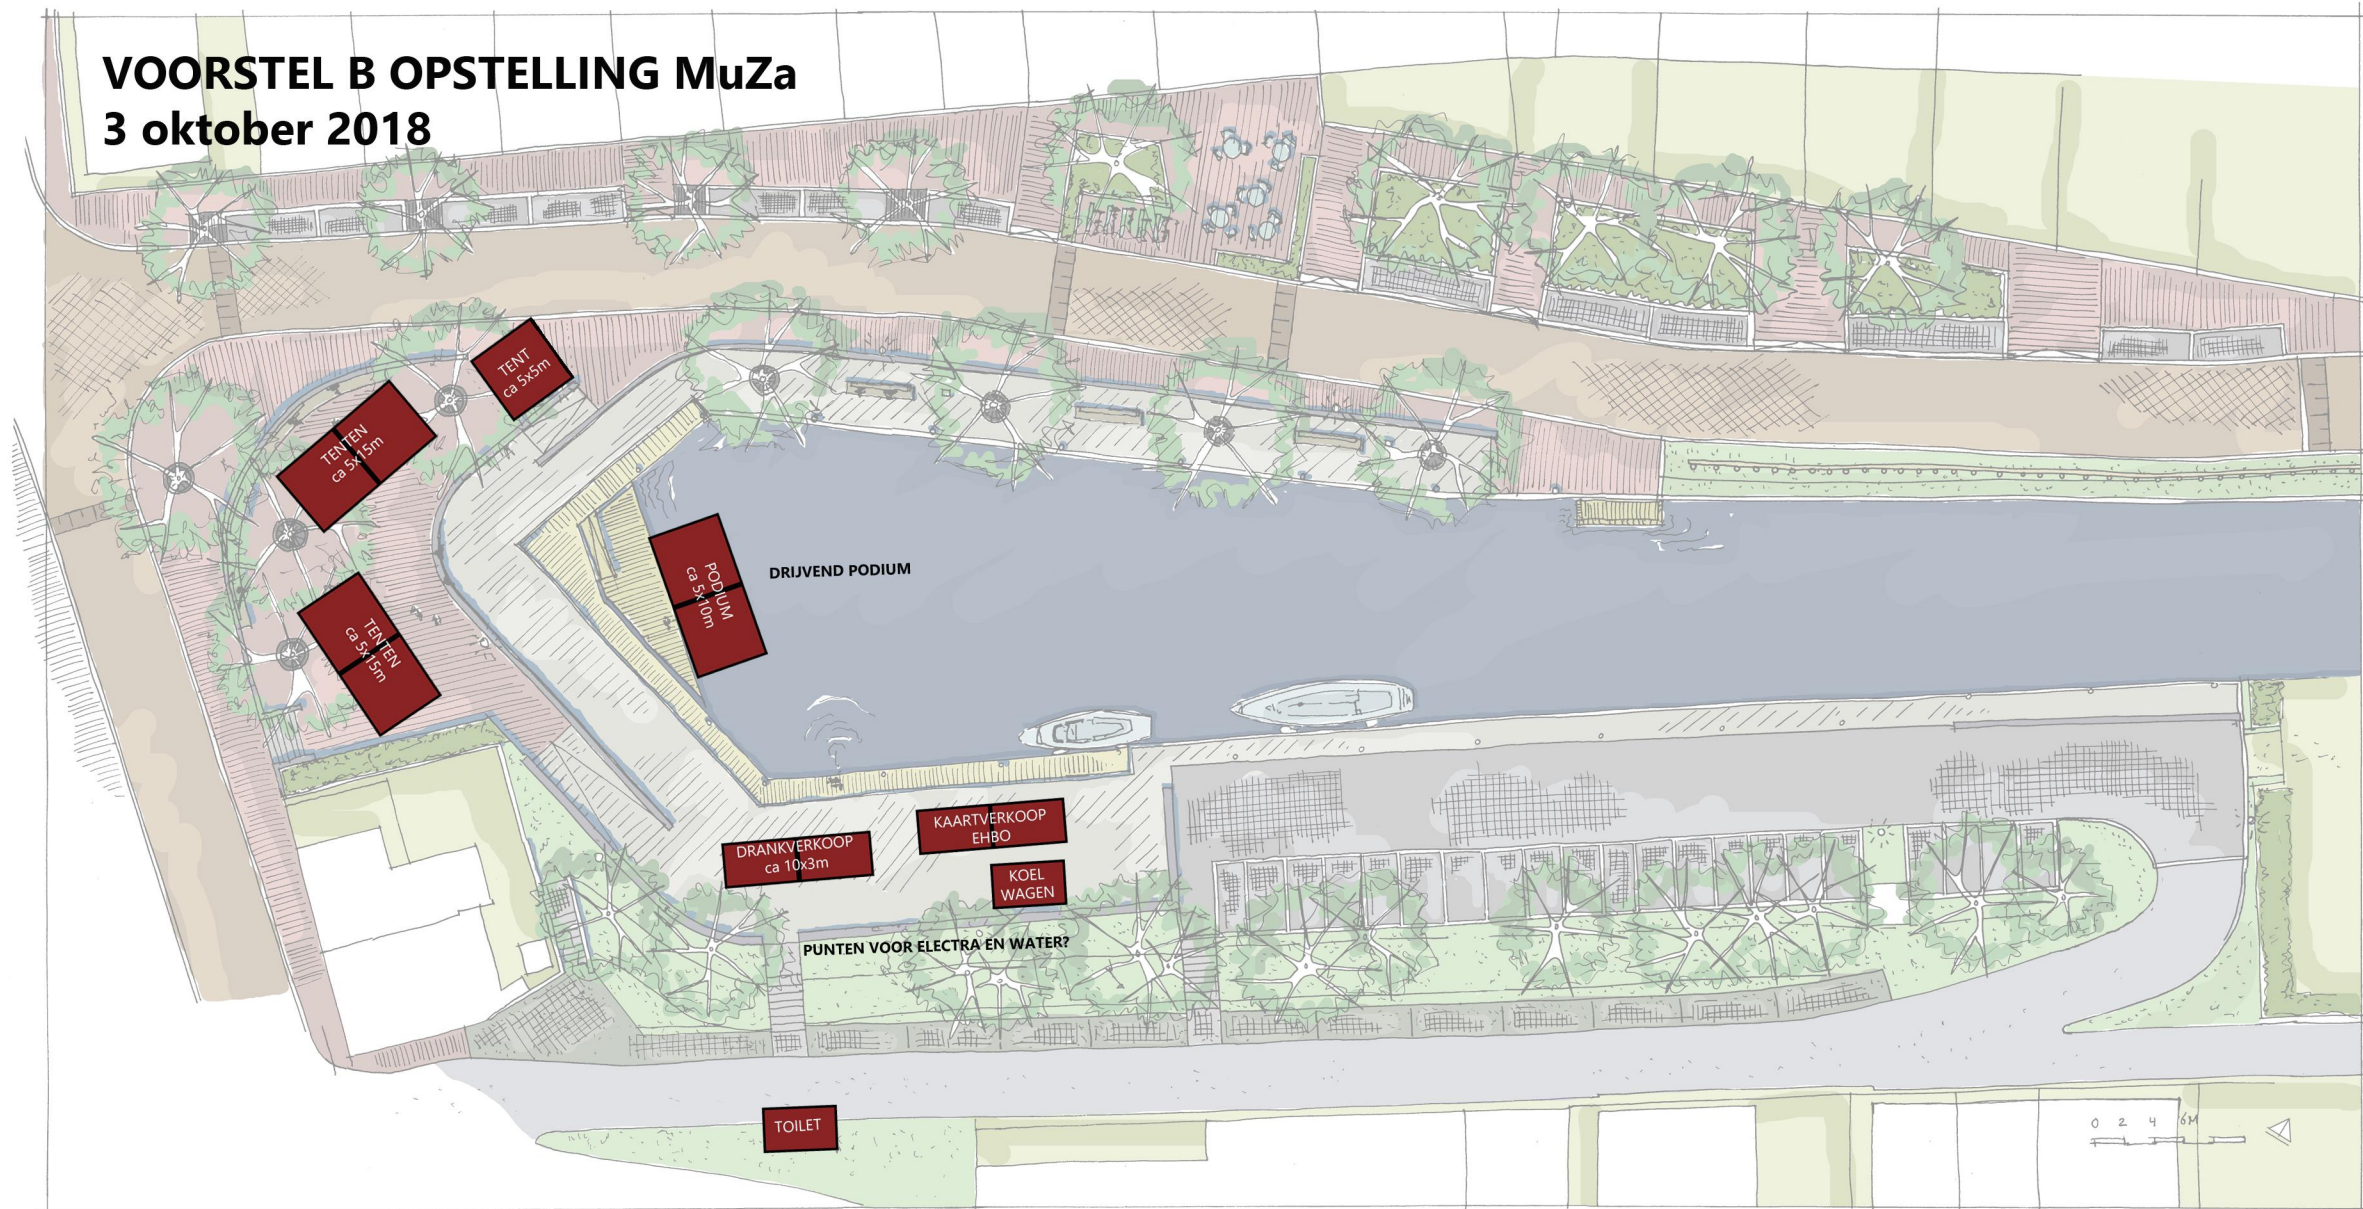 VOORSTEL B OPSTELLING MuZa
3 oktober 2018
TENT
ca 5x5m
TENTEN
ca 5x15m
PODIUM
ca 5x10m
DRIJVEND PODIUM
TENTEN
ca 5x15m
KAARTVERKOOP
EHBO
DRANKVERKOOP
ca 10x3m
KOEL
WAGEN
PUNTEN VOOR ELECTRA EN WATER?
TOILET
0 2 4 6M